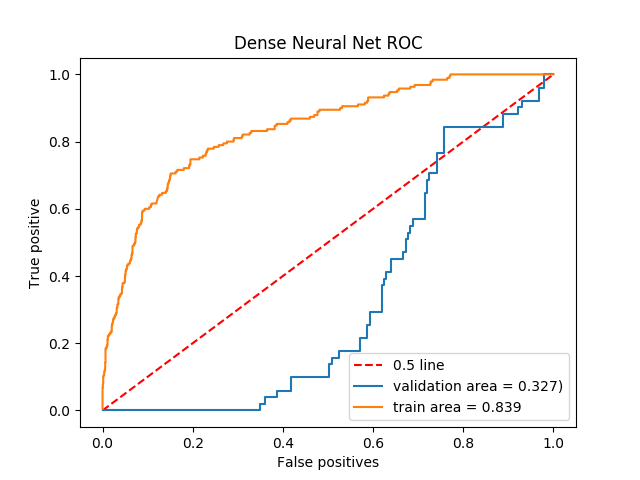 Dense Neural Net ROC
1.0
0.8
0.6
0.4
0.2
0.0
True positive
0.5 line
validation area = 0.327)
train area = 0.839
0.0
0.2
0.4
0.6
0.8
1.0
False positives